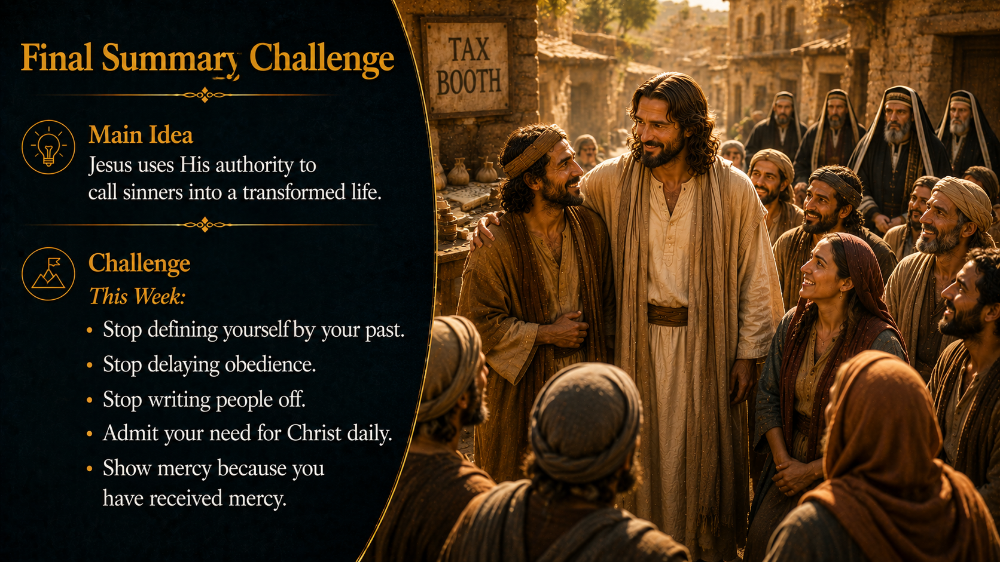 Final Summary Challenge
Main Idea
Jesus uses His authority to
call sinners into a transformed life.
Challenge
This Week:
• Stop defining yourself by your past.
• Stop delaying obedience.
• Stop writing people off.
• Admit your need for Christ daily.
• Show mercy because you
have received mercy.
TAX
BOOTH